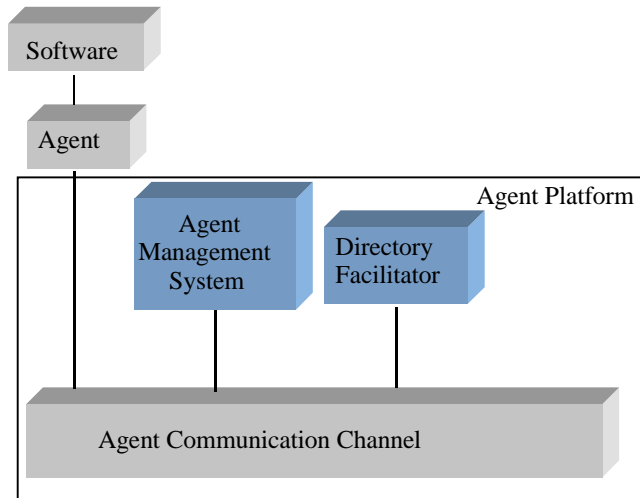 Software
Agent
Agent Platform
Agent
Management
System
Directory
Facilitator
Agent Communication Channel